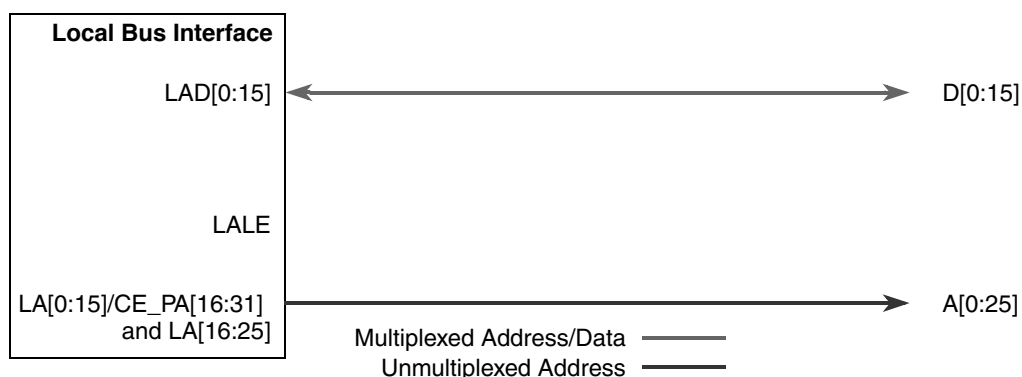 Local Bus Interface
LAD[0:15]
D[0:15]
LALE
LA[0:15]/CE_PA[16:31]
and LA[16:25]
A[0:25]
Multiplexed Address/Data
Unmultiplexed Address